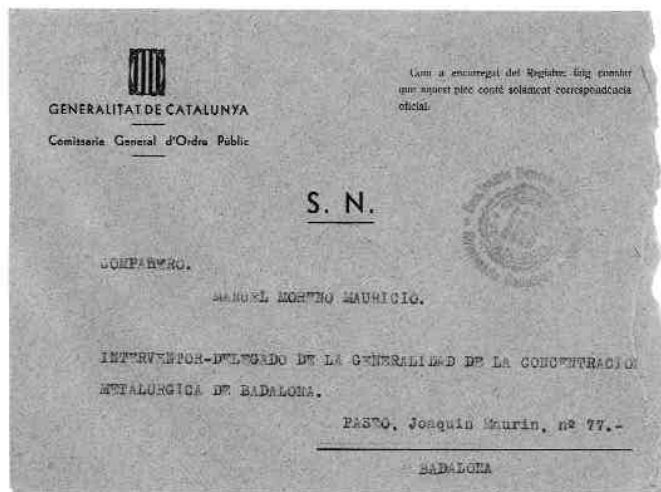 Com a encarregat del Registre, faig constar
que aquest plec conté solament correspondència
oficial.
GENERALITAT DE CATALUNYA
Comissaria General d'Ordre Públic
S. N.
COMPAÑERO.
MANUEL MORENO MAURICIO.
INTERVENTOR-DELEGADO DE LA GENERALIDAD DE LA CONCENTRACION
METALURGICA DE BADALONA.
PASEO, Joaquin Maurin, nº 77.-
BADALONA